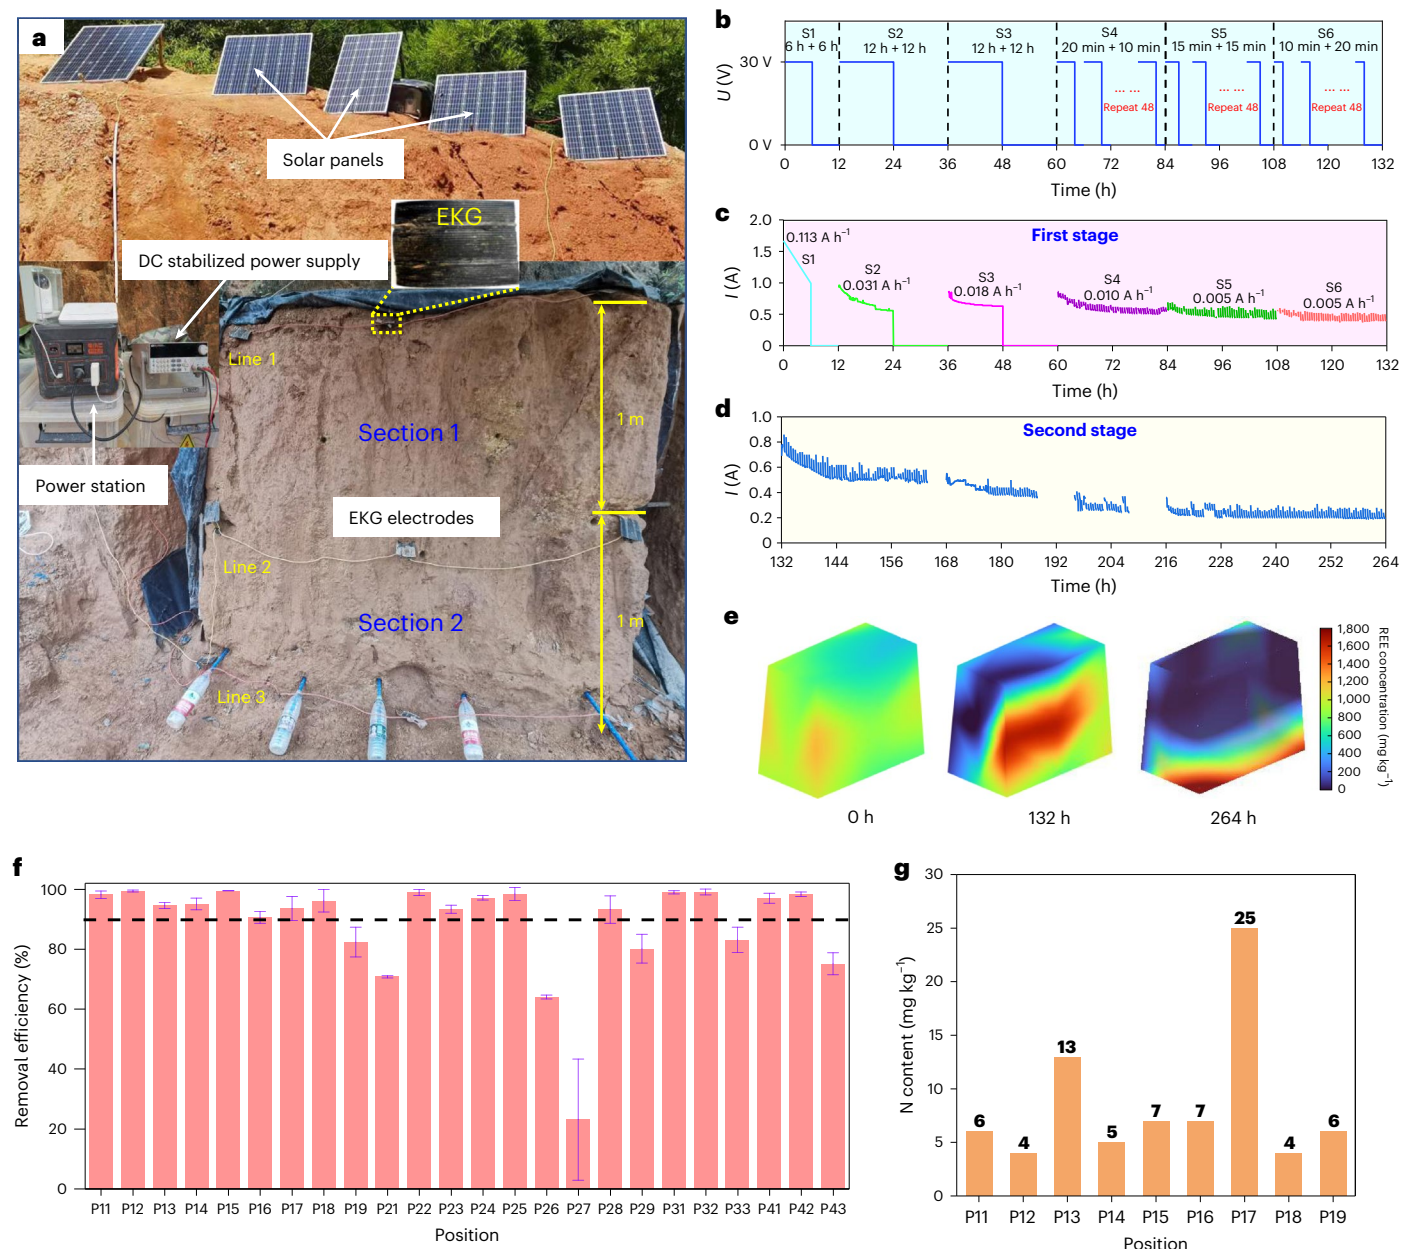 a
Solar panels
EKG
DC stabilized power supply
Line 1
1 m
Section 1
Power station
EKG electrodes
Line 2
Section 2
1 m
Line 3
b
S1
6 h + 6 h
S2
12 h + 12 h
S3
12 h + 12 h
S4
20 min + 10 min
S5
15 min + 15 min
S6
10 min + 20 min
30 V
0 V
U (V)
... ...
Repeat 48
... ...
Repeat 48
... ...
Repeat 48
0 12 24 36 48 60 72 84 96 108 120 132
Time (h)
c
First stage
2.0
1.5
1.0
0.5
0
I (A)
0.113 A h⁻¹
S1
S2
0.031 A h⁻¹
S3
0.018 A h⁻¹
S4
0.010 A h⁻¹
S5
0.005 A h⁻¹
S6
0.005 A h⁻¹
0 12 24 36 48 60 72 84 96 108 120 132
Time (h)
d
Second stage
1.0
0.8
0.6
0.4
0.2
0
I (A)
132 144 156 168 180 192 204 216 228 240 252 264
Time (h)
e
0 h
132 h
264 h
1,800
1,600
1,400
1,200
1,000
800
600
400
200
0
REE concentration (mg kg⁻¹)
f
100
80
60
40
20
0
Removal efficiency (%)
P11 P12 P13 P14 P15 P16 P17 P18 P19 P21 P22 P23 P24 P25 P26 P27 P28 P29 P31 P32 P33 P41 P42 P43
Position
g
30
25
20
15
10
5
0
N content (mg kg⁻¹)
6
4
13
5
7
7
25
4
6
P11 P12 P13 P14 P15 P16 P17 P18 P19
Position